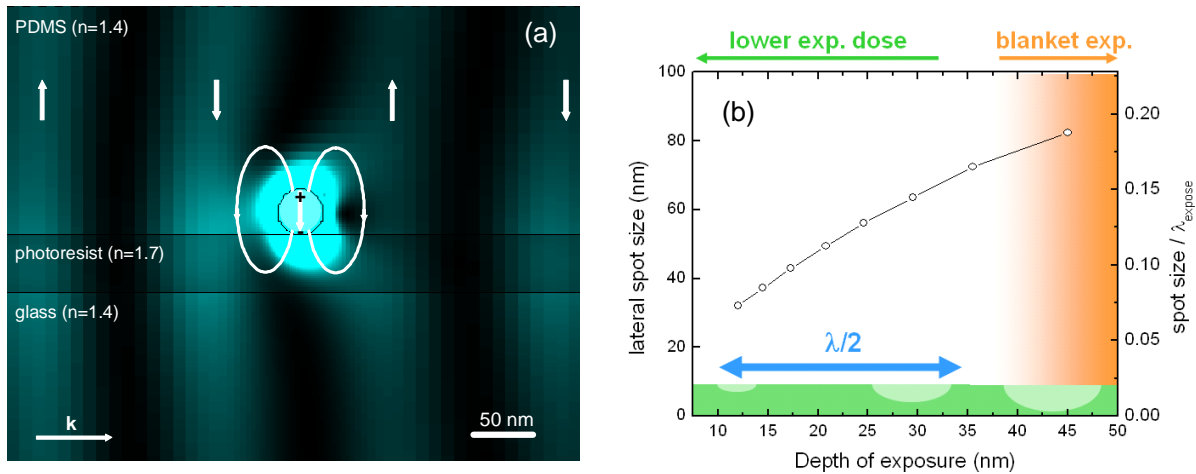 PDMS (n=1.4)
(a)
+
-
photoresist (n=1.7)
glass (n=1.4)
k
50 nm
lower exp. dose
blanket exp.
(b)
100
80
60
40
20
0
lateral spot size (nm)
0.20
0.15
0.10
0.05
0.00
spot size / λexpose
λ/2
10 15 20 25 30 35 40 45 50
Depth of exposure (nm)